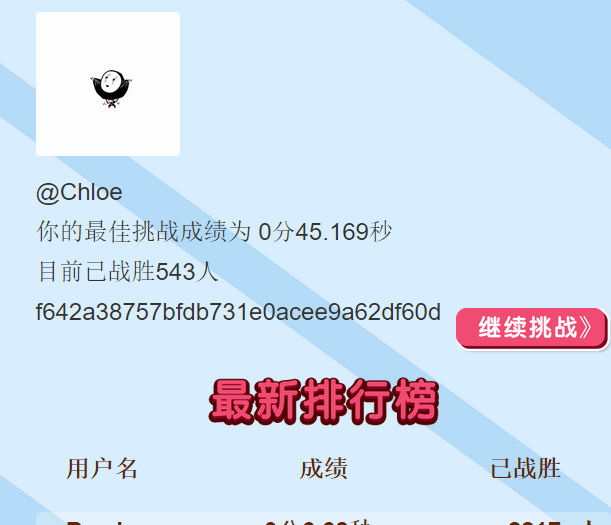 @Chloe
你的最佳挑战成绩为 0分45.169秒
目前已战胜543人
f642a38757bfdb731e0acee9a62df60d
继续挑战》
最新排行榜
用户名 成绩 已战胜